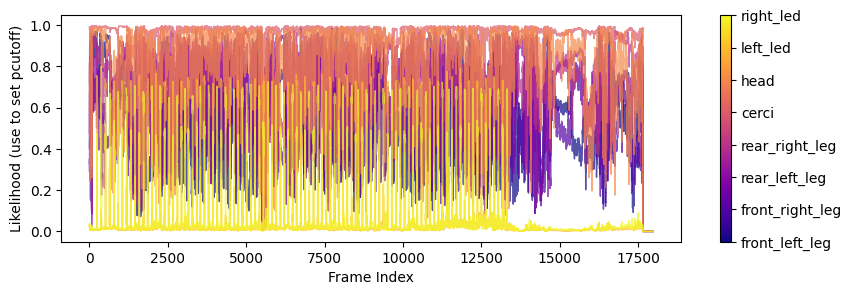 Likelihood (use to set pcutoff)
1.0
0.8
0.6
0.4
0.2
0.0
0
2500
5000
7500
10000
12500
15000
17500
Frame Index
right_led
left_led
head
cerci
rear_right_leg
rear_left_leg
front_right_leg
front_left_leg